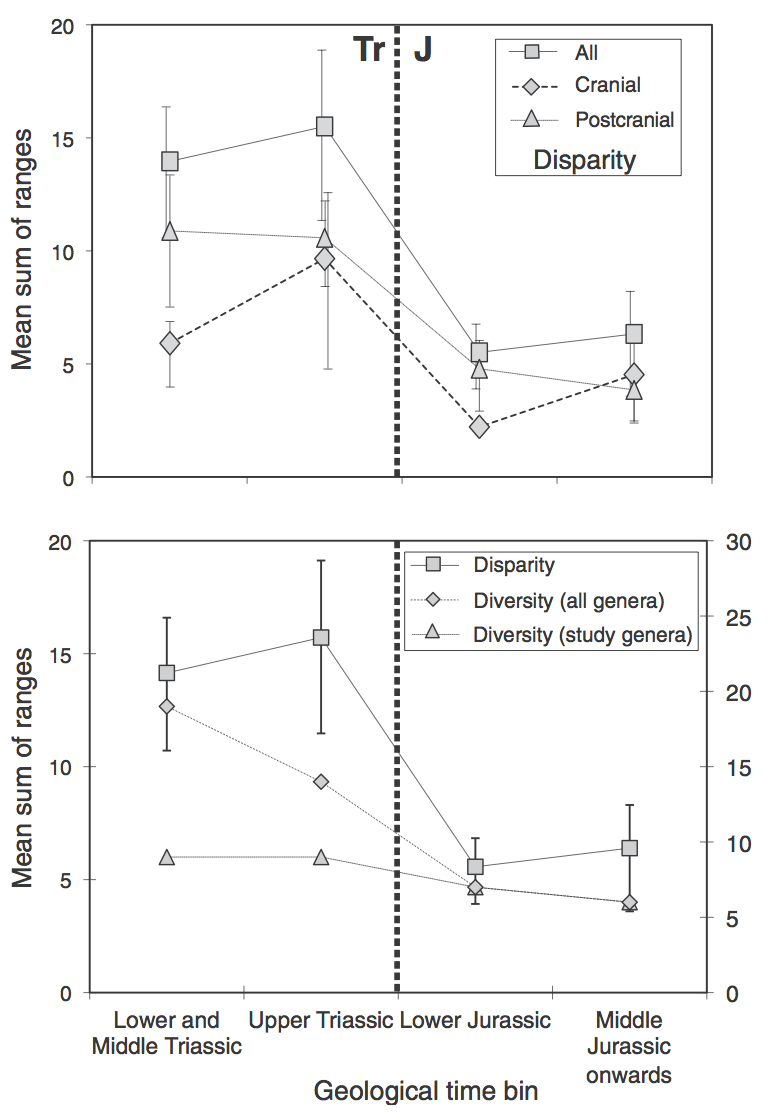 20
15
10
5
0
Mean sum of ranges
Tr J
All
Cranial
Postcranial
Disparity
20
15
10
5
0
Mean sum of ranges
30
25
20
15
10
5
0
Disparity
Diversity (all genera)
Diversity (study genera)
Lower and
Middle Triassic
Upper Triassic
Lower Jurassic
Middle
Jurassic
onwards
Geological time bin